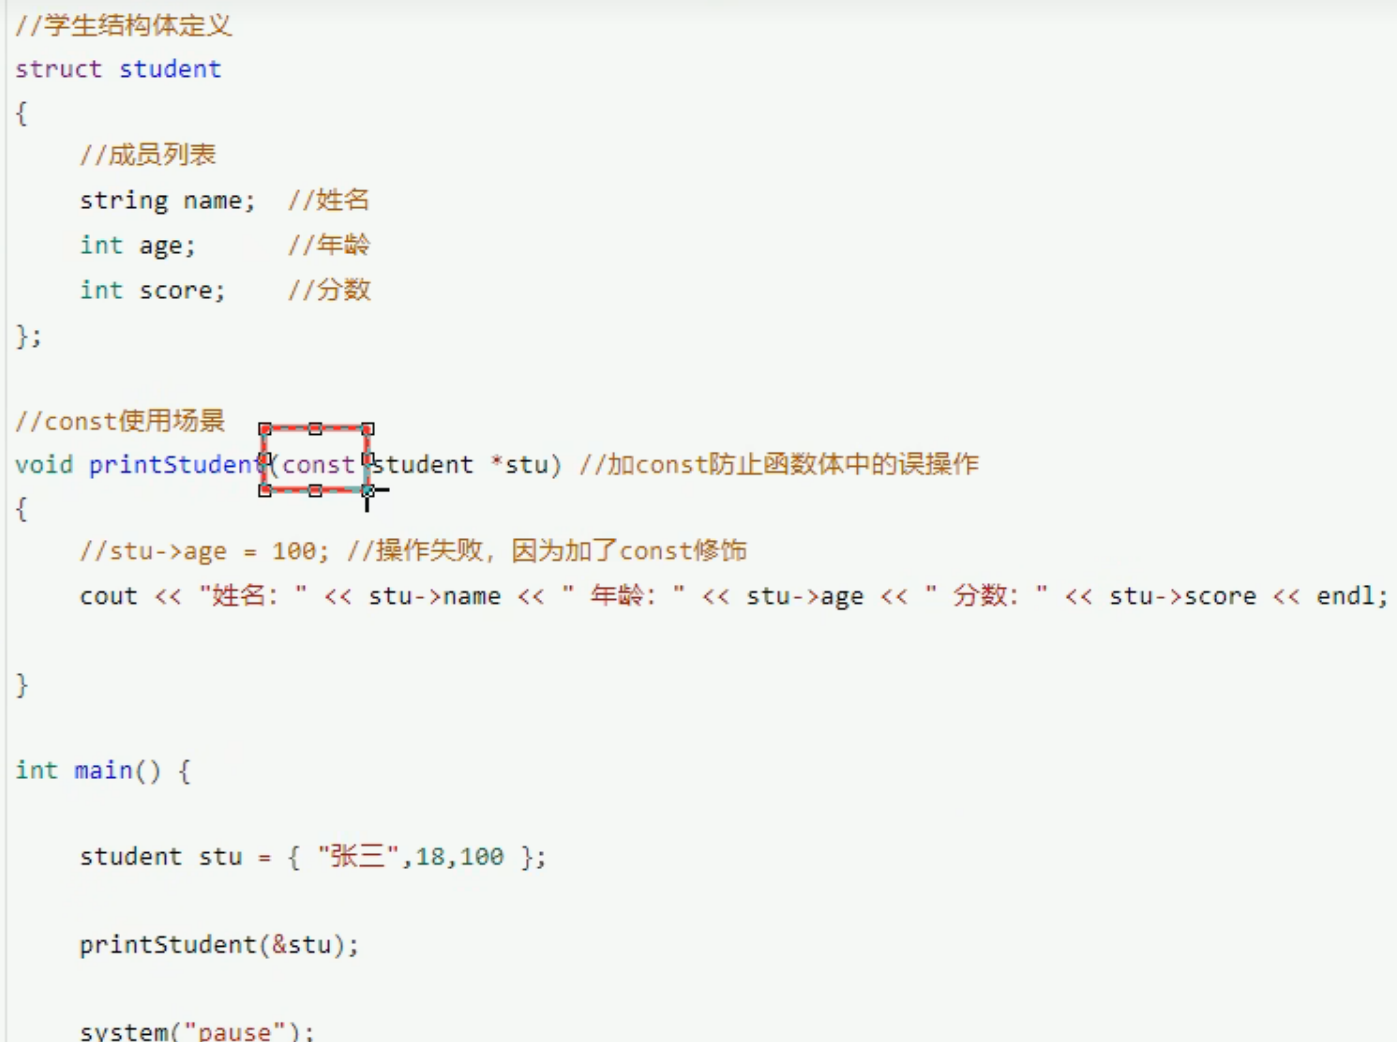 //学生结构体定义
struct student
{
//成员列表
string name;  //姓名
int age;      //年龄
int score;    //分数
};
//const使用场景
void printStudent(const student *stu) //加const防止函数体中的误操作
{
//stu->age = 100; //操作失败，因为加了const修饰
cout << "姓名：" << stu->name << " 年龄：" << stu->age << " 分数：" << stu->score << endl;
}
int main() {
student stu = { "张三",18,100 };
printStudent(&stu);
system("pause");